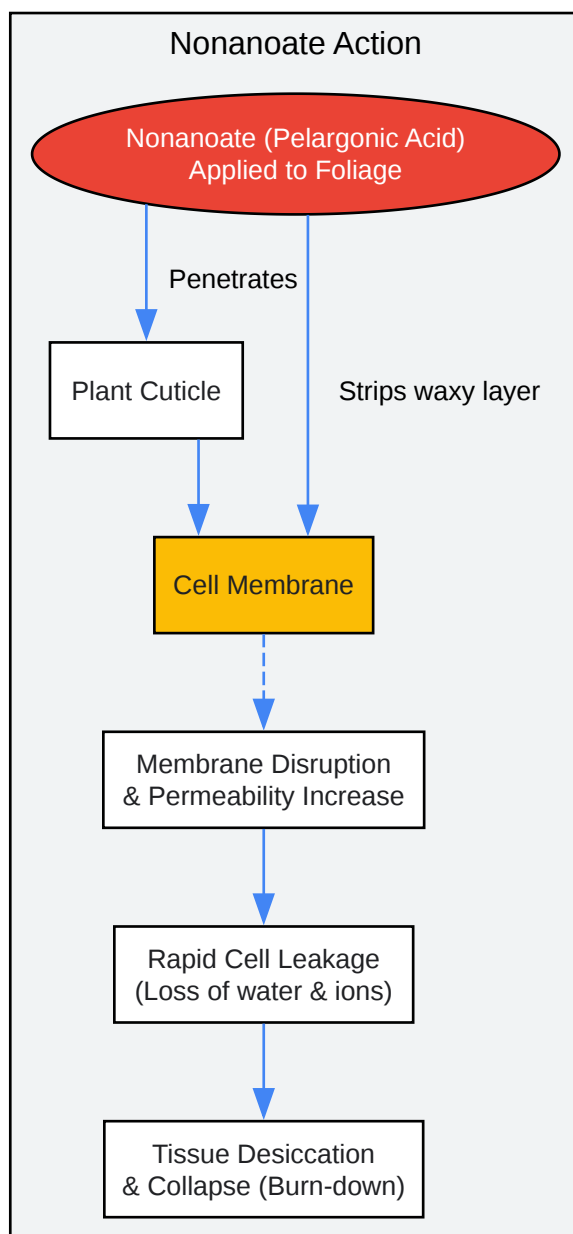 Nonanoate Action
Nonanoate (Pelargonic Acid)
Applied to Foliage
Penetrates
Plant Cuticle
Strips waxy layer
Cell Membrane
Membrane Disruption
& Permeability Increase
Rapid Cell Leakage
(Loss of water & ions)
Tissue Desiccation
& Collapse (Burn-down)